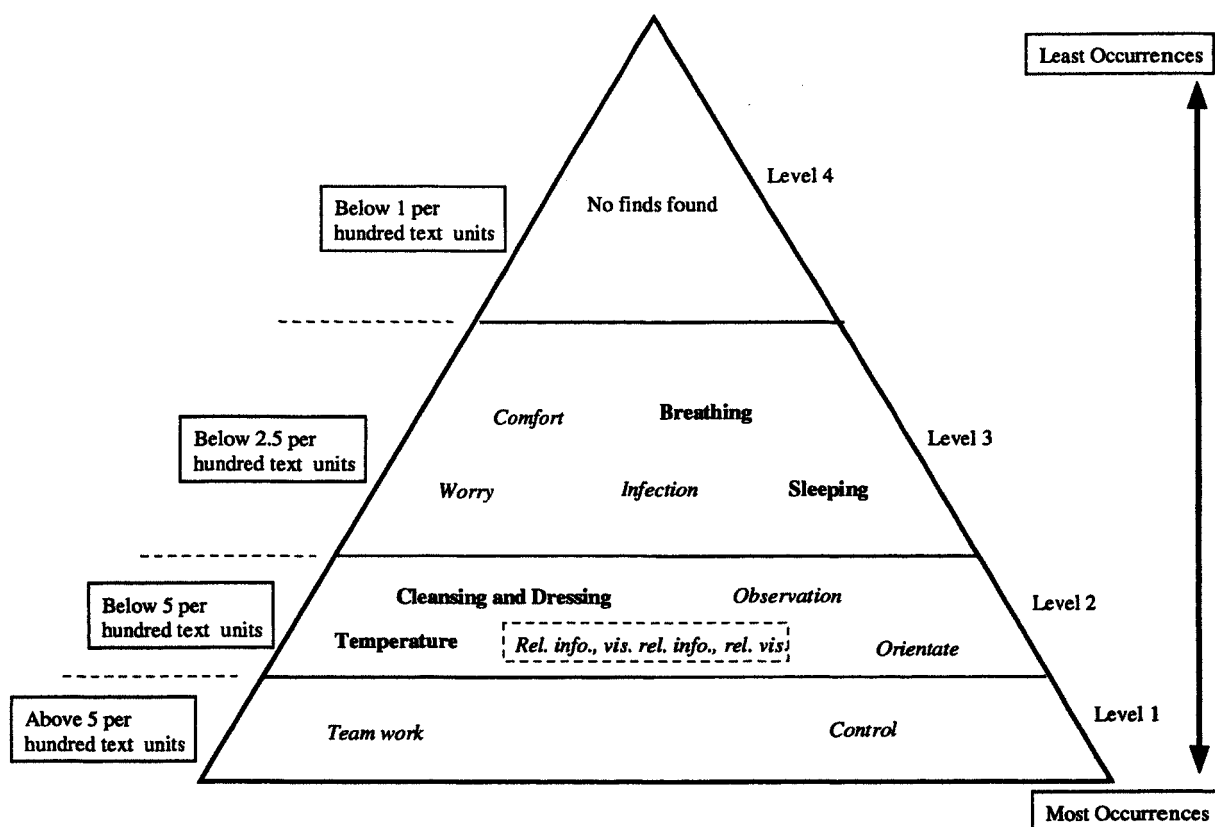 Least Occurrences
Level 4
Below 1 per
hundred text units
No finds found
Comfort
Breathing
Below 2.5 per
hundred text units
Level 3
Worry
Infection
Sleeping
Cleansing and Dressing
Observation
Below 5 per
hundred text units
Level 2
Temperature
Rel. info., vis. rel. info., rel. vis
Orientate
Above 5 per
hundred text units
Level 1
Team work
Control
Most Occurrences